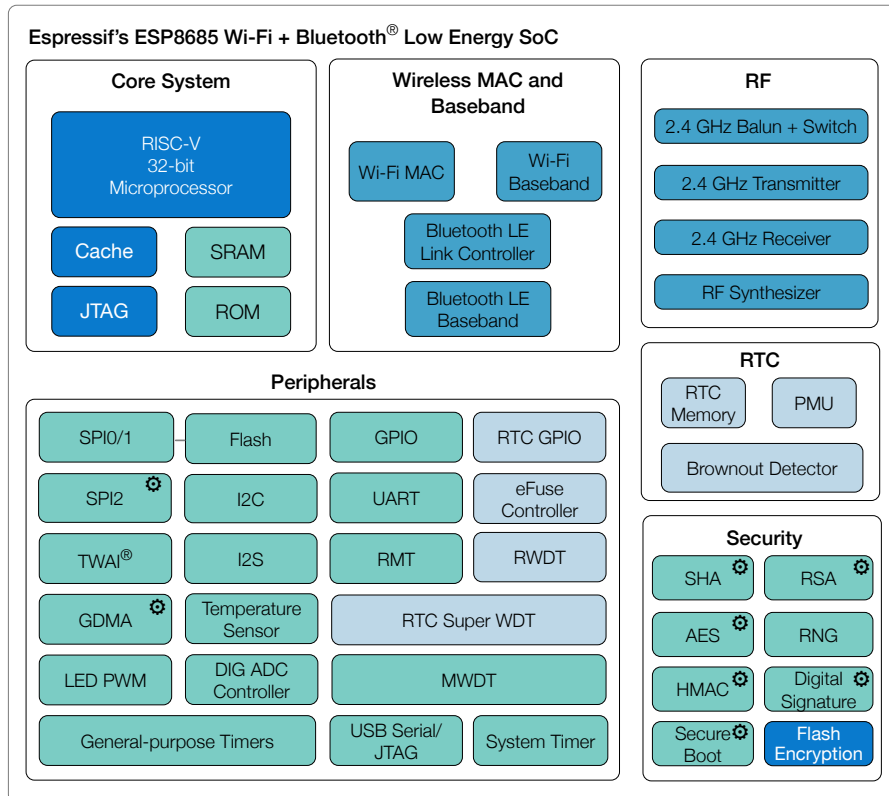 Espressif's ESP8685 Wi-Fi + Bluetooth® Low Energy SoC
Core System
RISC-V
32-bit
Microprocessor
Cache
SRAM
JTAG
ROM
Wireless MAC and
Baseband
Wi-Fi MAC
Wi-Fi
Baseband
Bluetooth LE
Link Controller
Bluetooth LE
Baseband
RF
2.4 GHz Balun + Switch
2.4 GHz Transmitter
2.4 GHz Receiver
RF Synthesizer
RTC
RTC
Memory
PMU
Brownout Detector
Peripherals
SPI0/1
Flash
GPIO
RTC GPIO
SPI2
I2C
UART
eFuse
Controller
TWAI®
I2S
RMT
RWDT
GDMA
Temperature
Sensor
RTC Super WDT
LED PWM
DIG ADC
Controller
MWDT
General-purpose Timers
USB Serial/
JTAG
System Timer
Security
SHA
RSA
AES
RNG
HMAC
Digital
Signature
Secure
Boot
Flash
Encryption